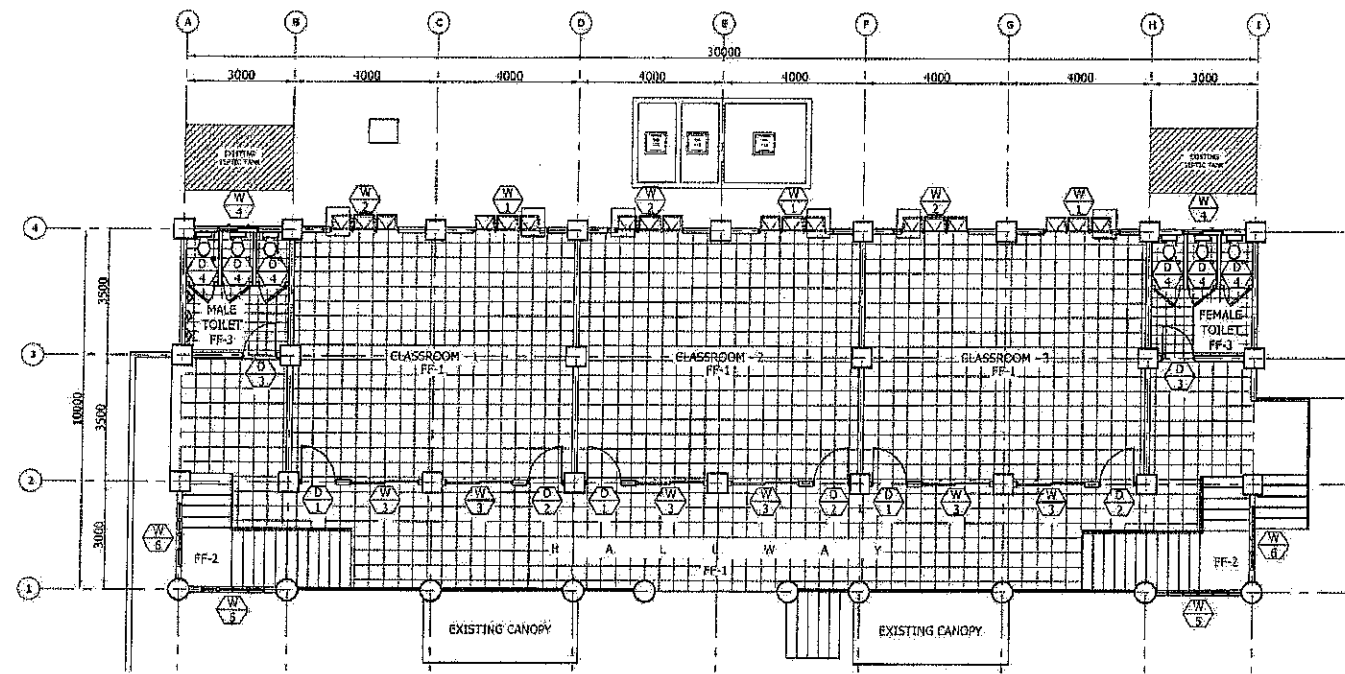 A B C D E F G H I
30000
3000 4000 4000 4000 4000 4000 4000 3000
EXISTING
SEPTIC TANK
EXISTING
SEPTIC TANK
W
4
W
2
W
1
W
2
W
1
W
2
W
1
W
4
4
D
4
D
4
D
4
D
4
D
4
D
4
3500
MALE
TOILET
FF-3
FEMALE
TOILET
FF-3
3
CLASSROOM - 1
FF-1
CLASSROOM - 2
FF-1
CLASSROOM - 3
FF-1
D
3
D
3
10000
3500
2
D
1
W
3
W
3
D
2
D
1
W
3
W
3
D
2
D
1
W
3
W
3
D
2
3000
W
6
W
6
FF-2
HALLWAY
FF-1
FF-2
1
W
5
W
5
EXISTING CANOPY
EXISTING CANOPY